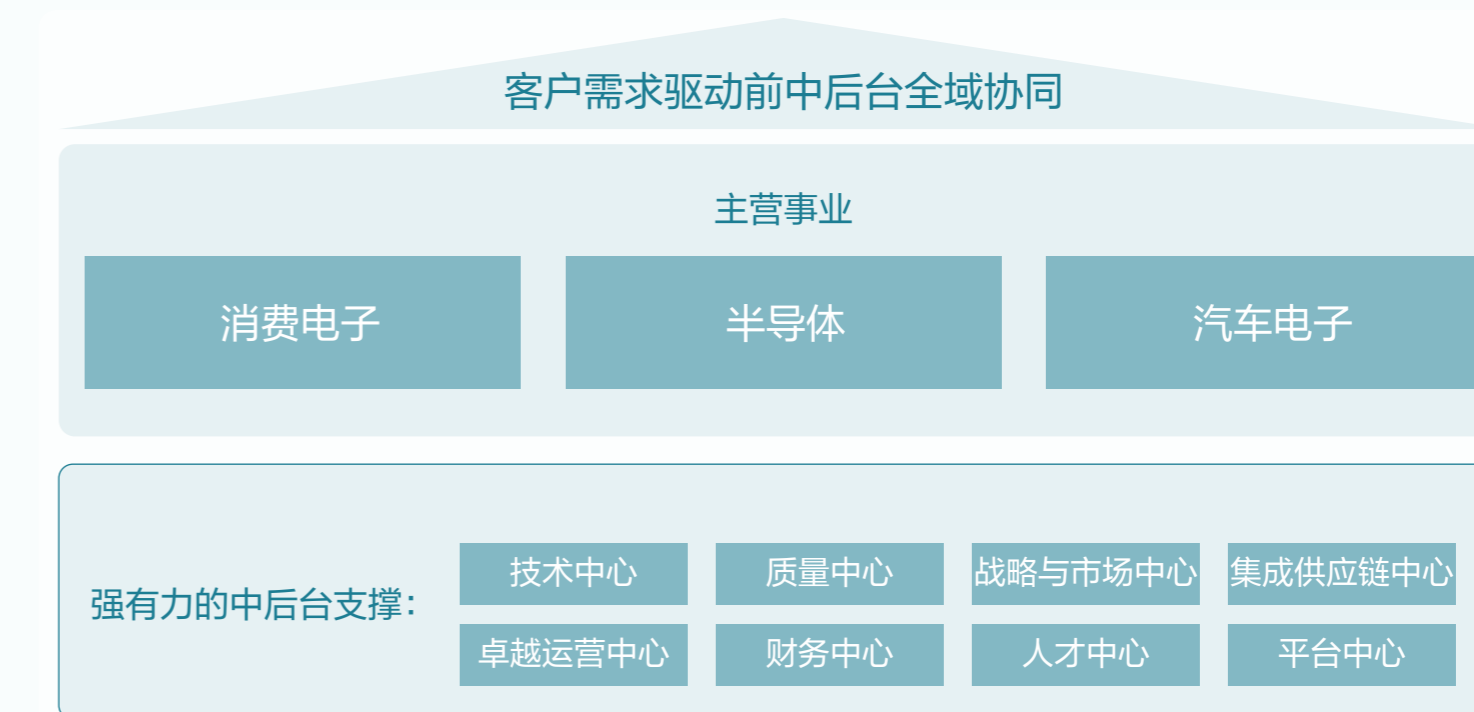 客户需求驱动前中后台全域协同
主营事业
消费电子
半导体
汽车电子
强有力的中后台支撑：
技术中心
质量中心
战略与市场中心
集成供应链中心
卓越运营中心
财务中心
人才中心
平台中心